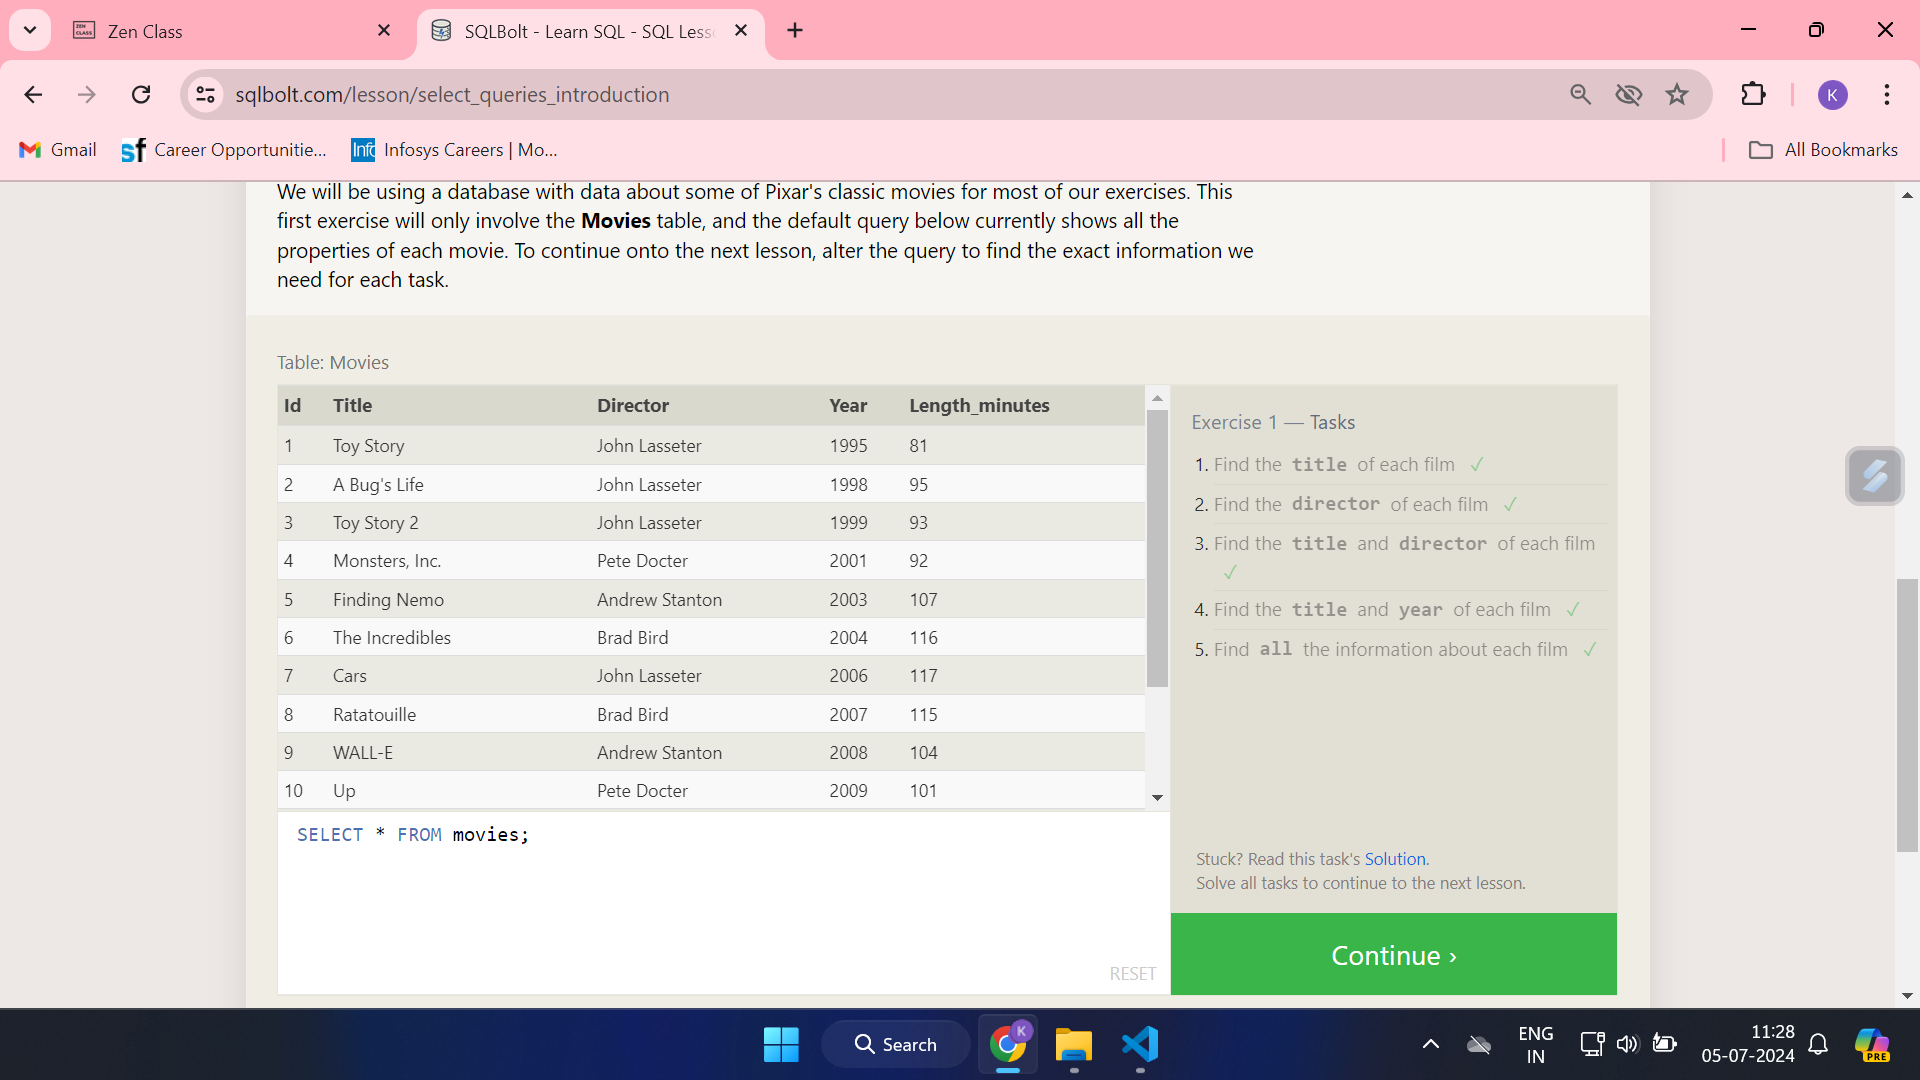 Zen Class
SQLBolt - Learn SQL - SQL Less
sqlbolt.com/lesson/select_queries_introduction
K
Gmail
Career Opportunitie...
Infosys Careers | Mo...
All Bookmarks
We will be using a database with data about some of Pixar's classic movies for most of our exercises. This
first exercise will only involve the Movies table, and the default query below currently shows all the
properties of each movie. To continue onto the next lesson, alter the query to find the exact information we
need for each task.
Table: Movies
Id Title Director Year Length_minutes
1 Toy Story John Lasseter 1995 81
2 A Bug's Life John Lasseter 1998 95
3 Toy Story 2 John Lasseter 1999 93
4 Monsters, Inc. Pete Docter 2001 92
5 Finding Nemo Andrew Stanton 2003 107
6 The Incredibles Brad Bird 2004 116
7 Cars John Lasseter 2006 117
8 Ratatouille Brad Bird 2007 115
9 WALL-E Andrew Stanton 2008 104
10 Up Pete Docter 2009 101
SELECT * FROM movies;
RESET
Exercise 1 — Tasks
1. Find the title of each film ✓
2. Find the director of each film ✓
3. Find the title and director of each film
✓
4. Find the title and year of each film ✓
5. Find all the information about each film ✓
Stuck? Read this task's Solution.
Solve all tasks to continue to the next lesson.
Continue ›
Search
K
ENG
IN
11:28
05-07-2024
PRE